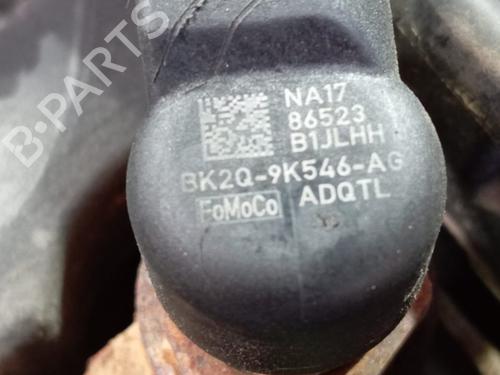 NA17
86523
B1JLHH
BK2Q-9K546-AG
FoMoCo ADQTL
B-PARTS